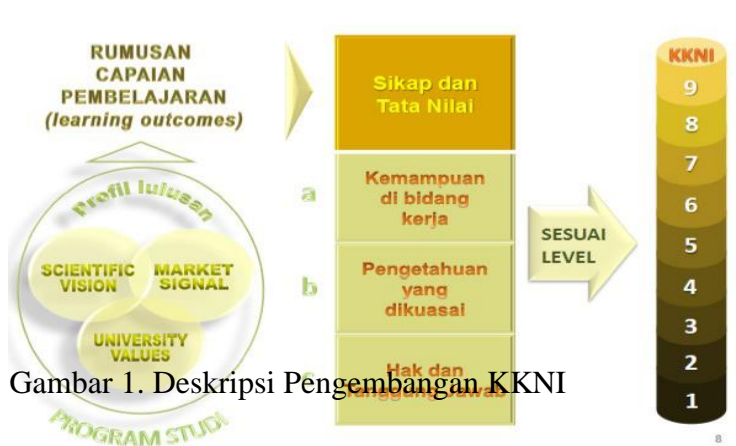 RUMUSAN
CAPAIAN
PEMBELAJARAN
(learning outcomes)
Profil lulusan
SCIENTIFIC
VISION
MARKET
SIGNAL
UNIVERSITY
VALUES
PROGRAM STUDI
Sikap dan
Tata Nilai
a
Kemampuan
di bidang
kerja
b
Pengetahuan
yang
dikuasai
c
Hak dan
Tanggung Jawab
SESUAI
LEVEL
KKNI
9
8
7
6
5
4
3
2
1
Gambar 1. Deskripsi Pengembangan KKNI
8